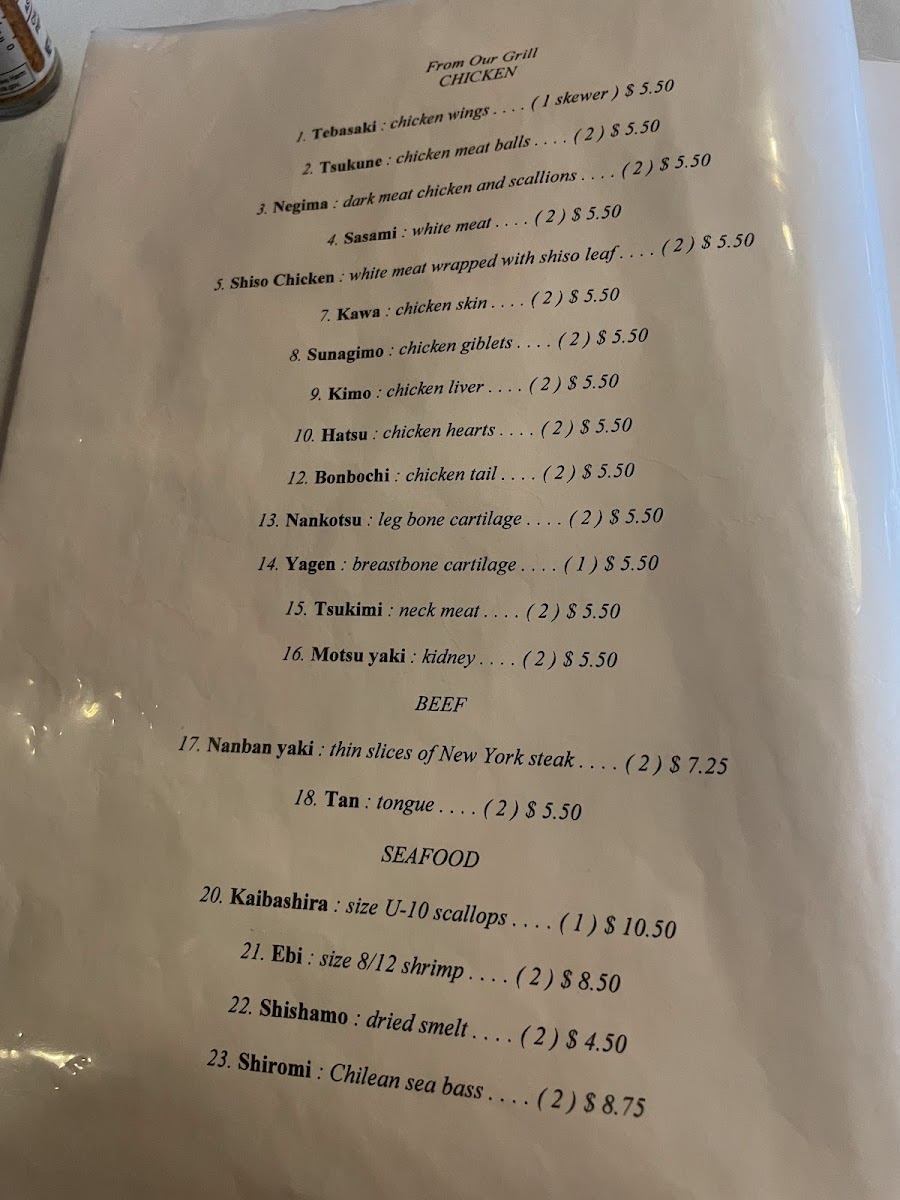 From Our Grill
CHICKEN
1. Tebasaki : chicken wings . . . . ( 1 skewer ) $ 5.50
2. Tsukune : chicken meat balls . . . . ( 2 ) $ 5.50
3. Negima : dark meat chicken and scallions . . . . ( 2 ) $ 5.50
4. Sasami : white meat . . . . ( 2 ) $ 5.50
5. Shiso Chicken : white meat wrapped with shiso leaf . . . . ( 2 ) $ 5.50
7. Kawa : chicken skin . . . . ( 2 ) $ 5.50
8. Sunagimo : chicken giblets . . . . ( 2 ) $ 5.50
9. Kimo : chicken liver . . . . ( 2 ) $ 5.50
10. Hatsu : chicken hearts . . . . ( 2 ) $ 5.50
12. Bonbochi : chicken tail . . . . ( 2 ) $ 5.50
13. Nankotsu : leg bone cartilage . . . . ( 2 ) $ 5.50
14. Yagen : breastbone cartilage . . . . ( 1 ) $ 5.50
15. Tsukimi : neck meat . . . . ( 2 ) $ 5.50
16. Motsu yaki : kidney . . . . ( 2 ) $ 5.50
BEEF
17. Nanban yaki : thin slices of New York steak . . . . ( 2 ) $ 7.25
18. Tan : tongue . . . . ( 2 ) $ 5.50
SEAFOOD
20. Kaibashira : size U-10 scallops . . . . ( 1 ) $ 10.50
21. Ebi : size 8/12 shrimp . . . . ( 2 ) $ 8.50
22. Shishamo : dried smelt . . . . ( 2 ) $ 4.50
23. Shiromi : Chilean sea bass . . . . ( 2 ) $ 8.75